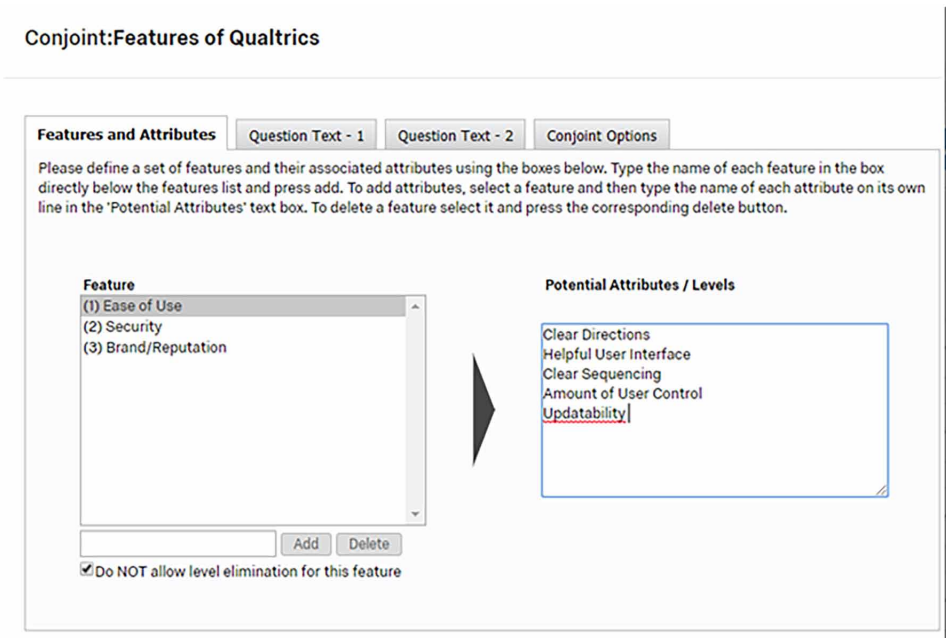 Conjoint:Features of Qualtrics
Features and Attributes
Question Text - 1
Question Text - 2
Conjoint Options
Please define a set of features and their associated attributes using the boxes below. Type the name of each feature in the box
directly below the features list and press add. To add attributes, select a feature and then type the name of each attribute on its own
line in the 'Potential Attributes' text box. To delete a feature select it and press the corresponding delete button.
Feature
(1) Ease of Use
(2) Security
(3) Brand/Reputation
Add
Delete
Do NOT allow level elimination for this feature
Potential Attributes / Levels
Clear Directions
Helpful User Interface
Clear Sequencing
Amount of User Control
Updatability